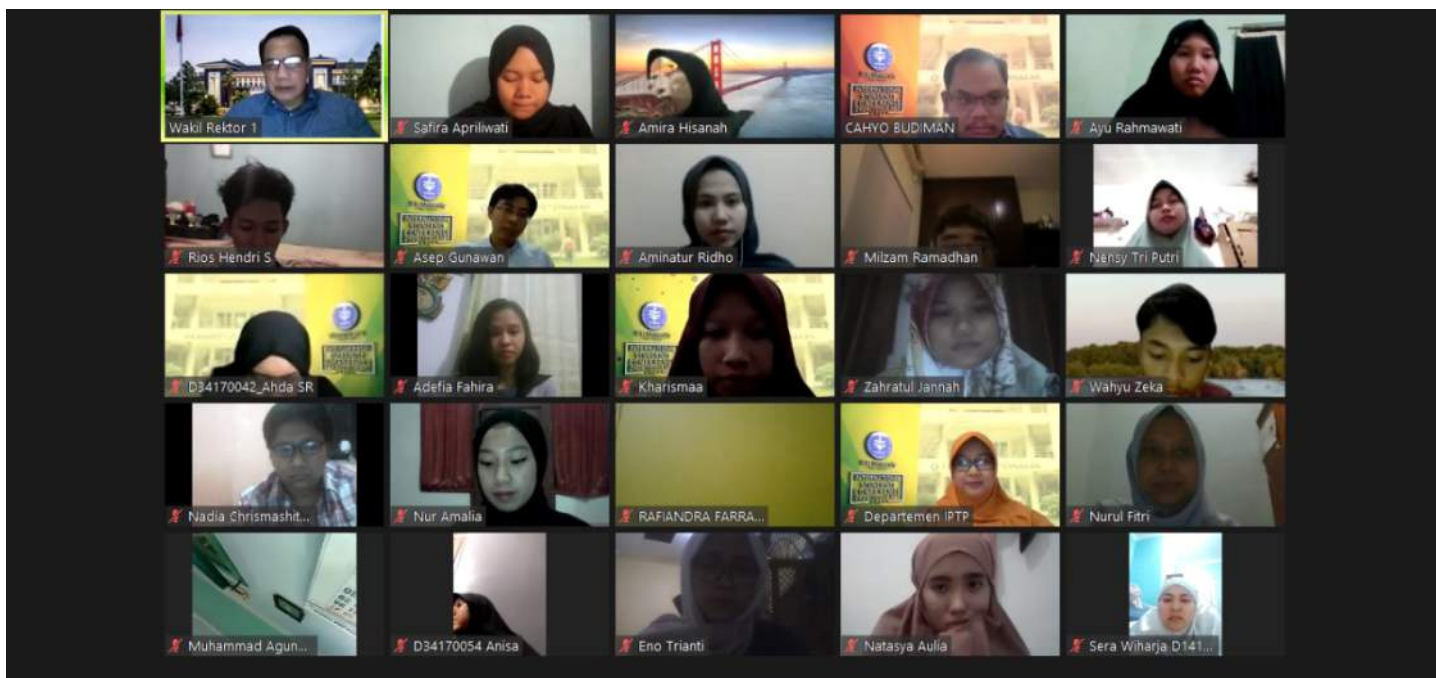 Wakil Rektor 1
Safira Apriliwati
Amira Hisanah
CAHYO BUDIMAN
Ayu Rahmawati
Rios Hendri S
Asep Gunawan
Aminatur Ridho
Milzam Ramadhan
Nensy Tri Putri
D34170042_Ahda SR
Adefia Fahira
Kharismaa
Zahratul Jannah
Wahyu Zeka
Nadia Chrismashit...
Nur Amalia
RAFIANDRA FARRA...
Departemen IPTP
Nurul Fitri
Muhammad Agun...
D34170054 Anisa
Eno Trianti
Natasya Aulia
Sera Wiharja D141...